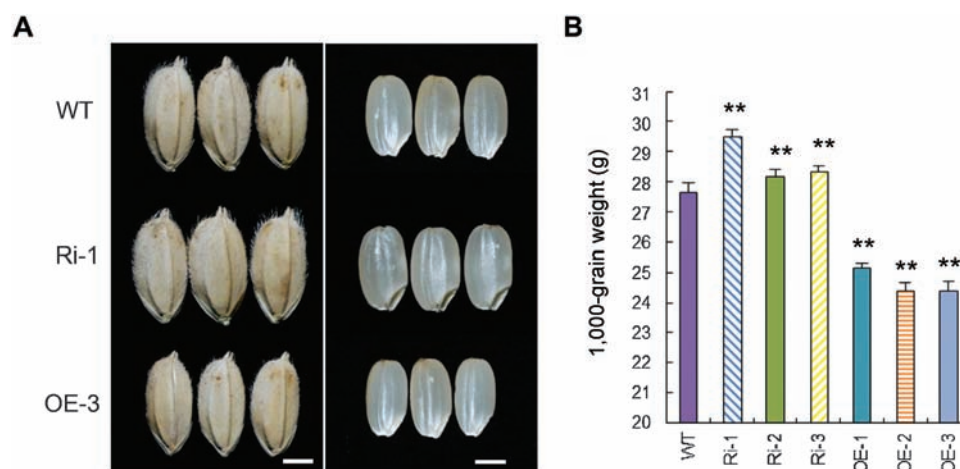 A
WT
Ri-1
OE-3
B
1,000-grain weight (g)
31
30
29
28
27
26
25
24
23
22
21
20
**
**
**
**
**
**
WT
Ri-1
Ri-2
Ri-3
OE-1
OE-2
OE-3